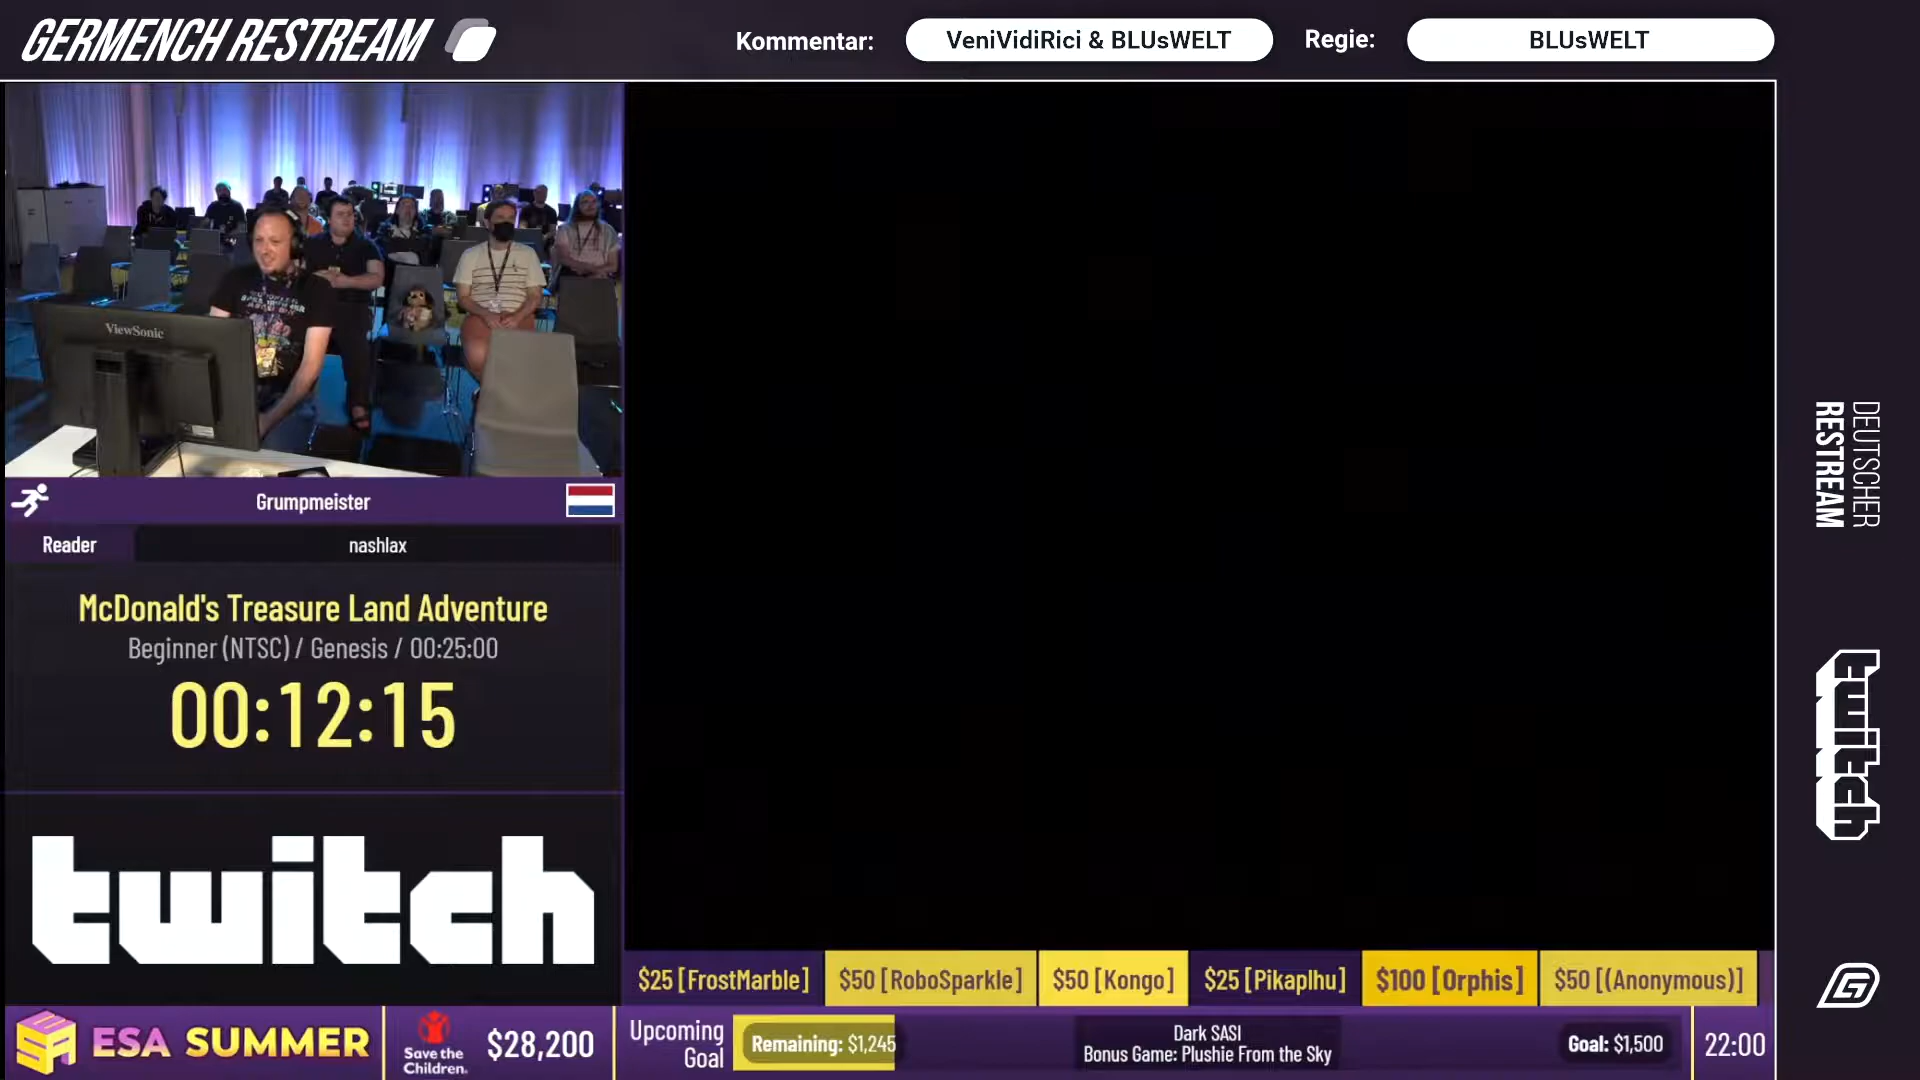 GERMENCH RESTREAM
Kommentar:
VeniVidiRici & BLUsWELT
Regie:
BLUsWELT
ViewSonic
Grumpmeister
Reader
nashlax
McDonald's Treasure Land Adventure
Beginner (NTSC) / Genesis / 00:25:00
00:12:15
twitch
DEUTSCHER
RESTREAM
twitch
$25 [FrostMarble]
$50 [RoboSparkle]
$50 [Kongo]
$25 [Pikaplhu]
$100 [Orphis]
$50 [(Anonymous)]
ESA SUMMER
Save the
Children.
$28,200
Upcoming
Goal
Remaining: $1,245
Dark SASI
Bonus Game: Plushie From the Sky
Goal: $1,500
22:00